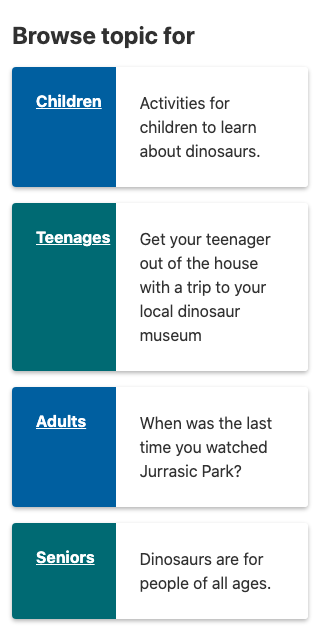 Browse topic for
Children
Activities for
children to learn
about dinosaurs.
Teenages
Get your teenager
out of the house
with a trip to your
local dinosaur
museum
Adults
When was the last
time you watched
Jurrasic Park?
Seniors
Dinosaurs are for
people of all ages.